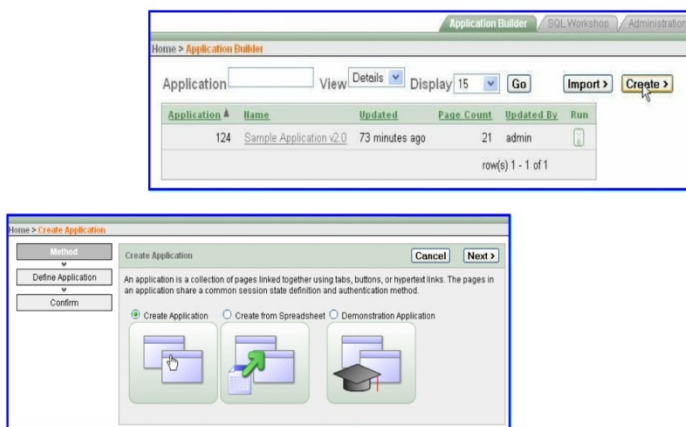 Application Builder SQL Workshop Administration
Home > Application Builder
Application View Details Display 15 Go Import > Create >
Application Name Updated Page Count Updated By Run
124 Sample Application v2.0 73 minutes ago 21 admin
row(s) 1 - 1 of 1
Home > Create Application
Method
Define Application
Confirm
Create Application Cancel Next >
An application is a collection of pages linked together using tabs, buttons, or hypertext links. The pages in
an application share a common session state definition and authentication method.
Create Application Create from Spreadsheet Demonstration Application